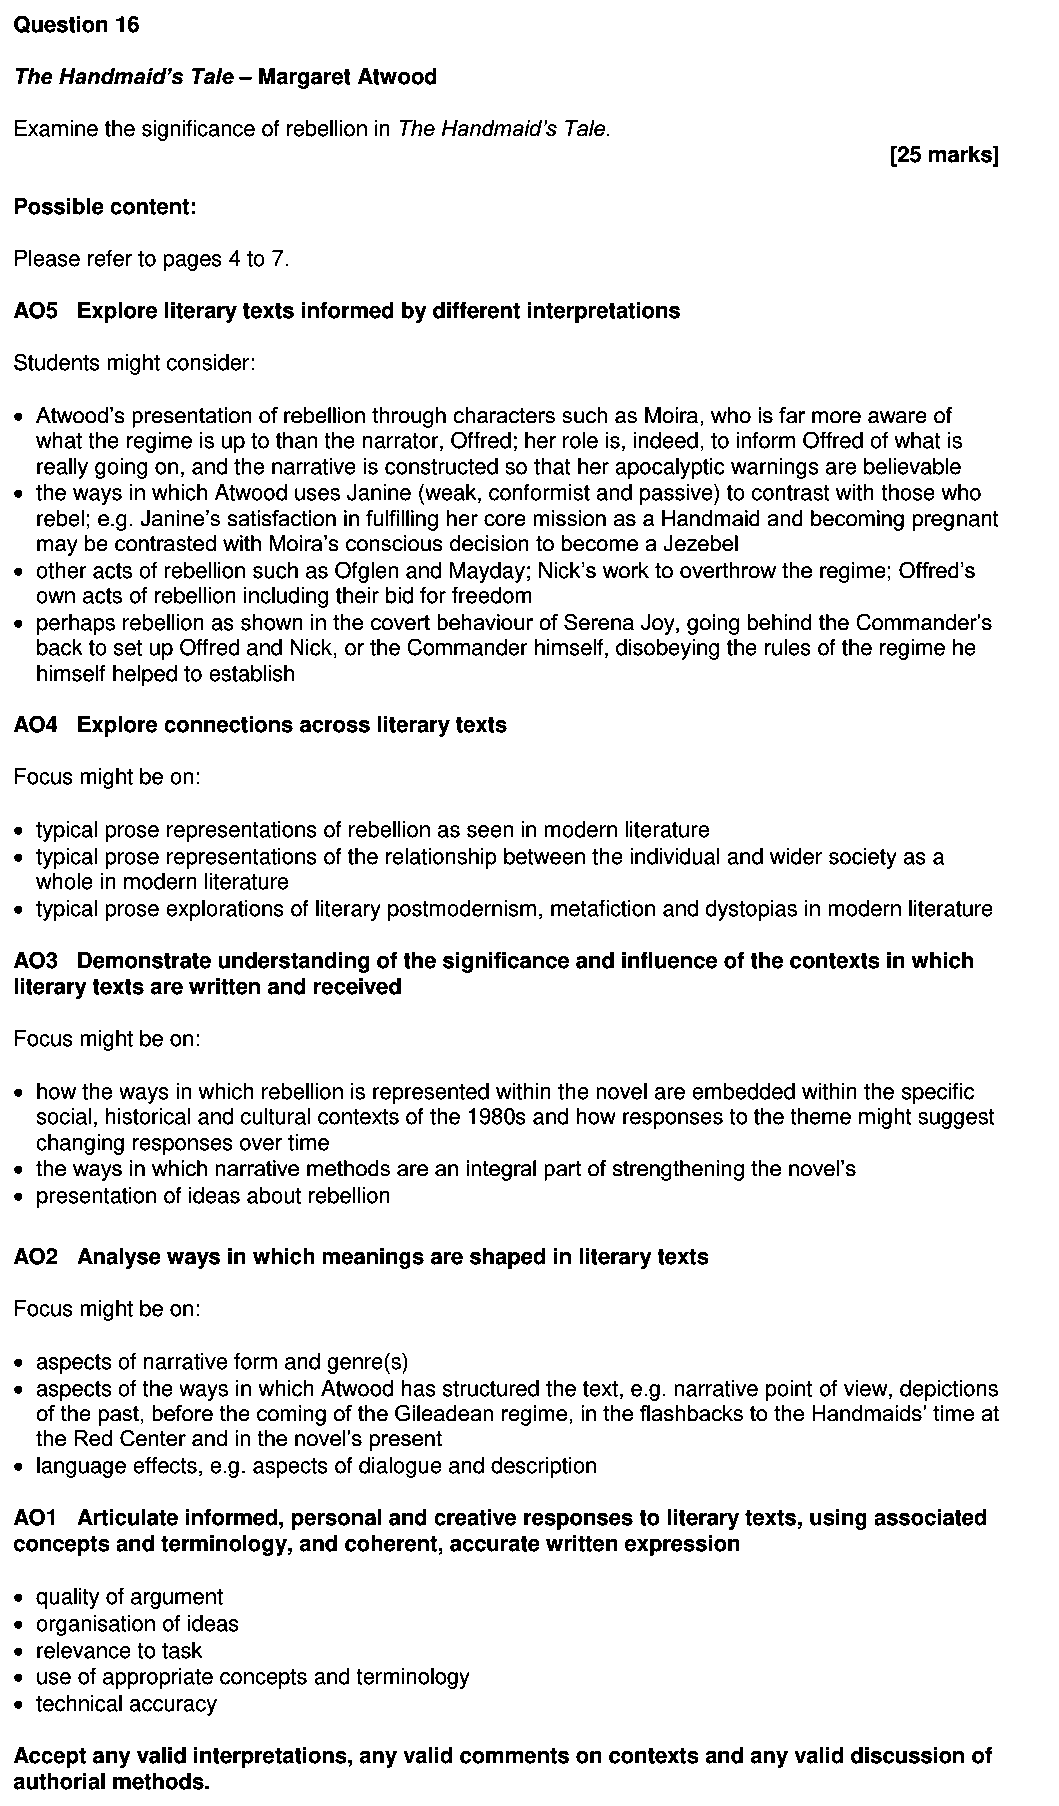 Question 16
The Handmaid's Tale – Margaret Atwood
Examine the significance of rebellion in The Handmaid's Tale.
[25 marks]
Possible content:
Please refer to pages 4 to 7.
AO5 Explore literary texts informed by different interpretations
Students might consider:
• Atwood's presentation of rebellion through characters such as Moira, who is far more aware of
what the regime is up to than the narrator, Offred; her role is, indeed, to inform Offred of what is
really going on, and the narrative is constructed so that her apocalyptic warnings are believable
• the ways in which Atwood uses Janine (weak, conformist and passive) to contrast with those who
rebel; e.g. Janine's satisfaction in fulfilling her core mission as a Handmaid and becoming pregnant
may be contrasted with Moira's conscious decision to become a Jezebel
• other acts of rebellion such as Ofglen and Mayday; Nick's work to overthrow the regime; Offred's
own acts of rebellion including their bid for freedom
• perhaps rebellion as shown in the covert behaviour of Serena Joy, going behind the Commander's
back to set up Offred and Nick, or the Commander himself, disobeying the rules of the regime he
himself helped to establish
AO4 Explore connections across literary texts
Focus might be on:
• typical prose representations of rebellion as seen in modern literature
• typical prose representations of the relationship between the individual and wider society as a
whole in modern literature
• typical prose explorations of literary postmodernism, metafiction and dystopias in modern literature
AO3 Demonstrate understanding of the significance and influence of the contexts in which
literary texts are written and received
Focus might be on:
• how the ways in which rebellion is represented within the novel are embedded within the specific
social, historical and cultural contexts of the 1980s and how responses to the theme might suggest
changing responses over time
• the ways in which narrative methods are an integral part of strengthening the novel's
• presentation of ideas about rebellion
AO2 Analyse ways in which meanings are shaped in literary texts
Focus might be on:
• aspects of narrative form and genre(s)
• aspects of the ways in which Atwood has structured the text, e.g. narrative point of view, depictions
of the past, before the coming of the Gileadean regime, in the flashbacks to the Handmaids' time at
the Red Center and in the novel's present
• language effects, e.g. aspects of dialogue and description
AO1 Articulate informed, personal and creative responses to literary texts, using associated
concepts and terminology, and coherent, accurate written expression
• quality of argument
• organisation of ideas
• relevance to task
• use of appropriate concepts and terminology
• technical accuracy
Accept any valid interpretations, any valid comments on contexts and any valid discussion of
authorial methods.